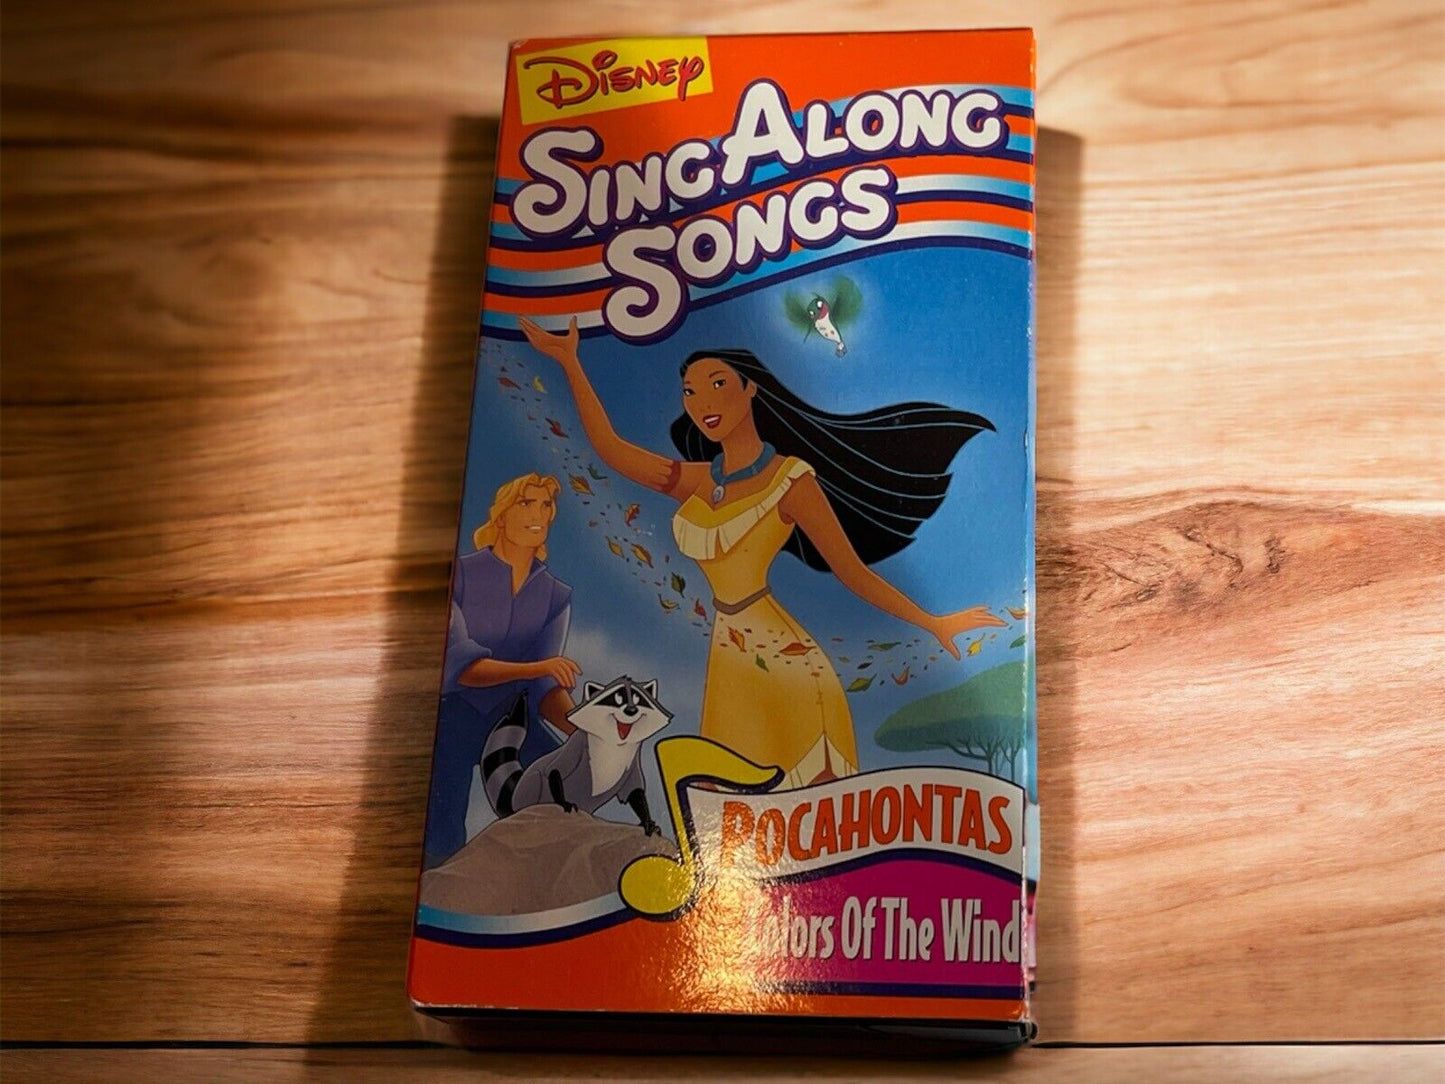 DISNEY
SING ALONG
SONGS
POCAHONTAS
Colors Of The Wind